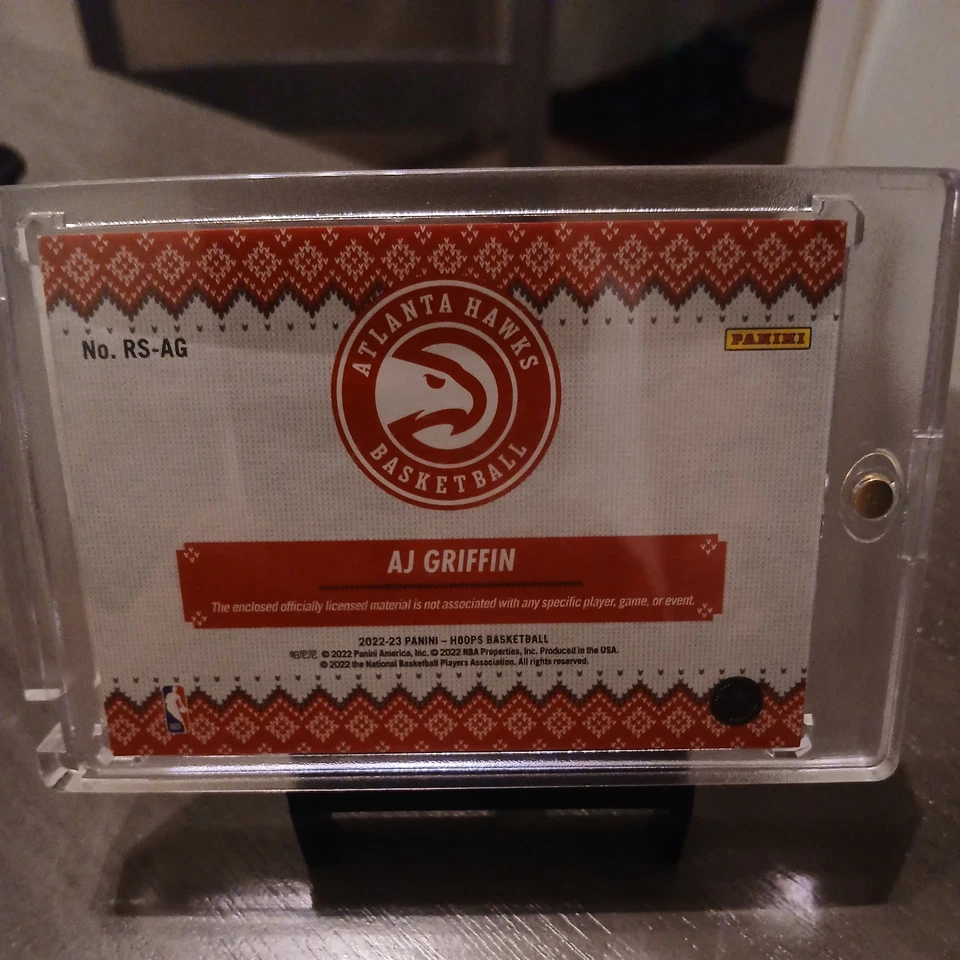 No. RS-AG
PANINI
ATLANTA HAWKS
BASKETBALL
AJ GRIFFIN
The enclosed officially licensed material is not associated with any specific player, game, or event.
2022-23 PANINI – HOOPS BASKETBALL
帕尼尼 © 2022 Panini America, Inc. © 2022 NBA Properties, Inc. Produced in the USA.
© 2022 the National Basketball Players Association. All rights reserved.